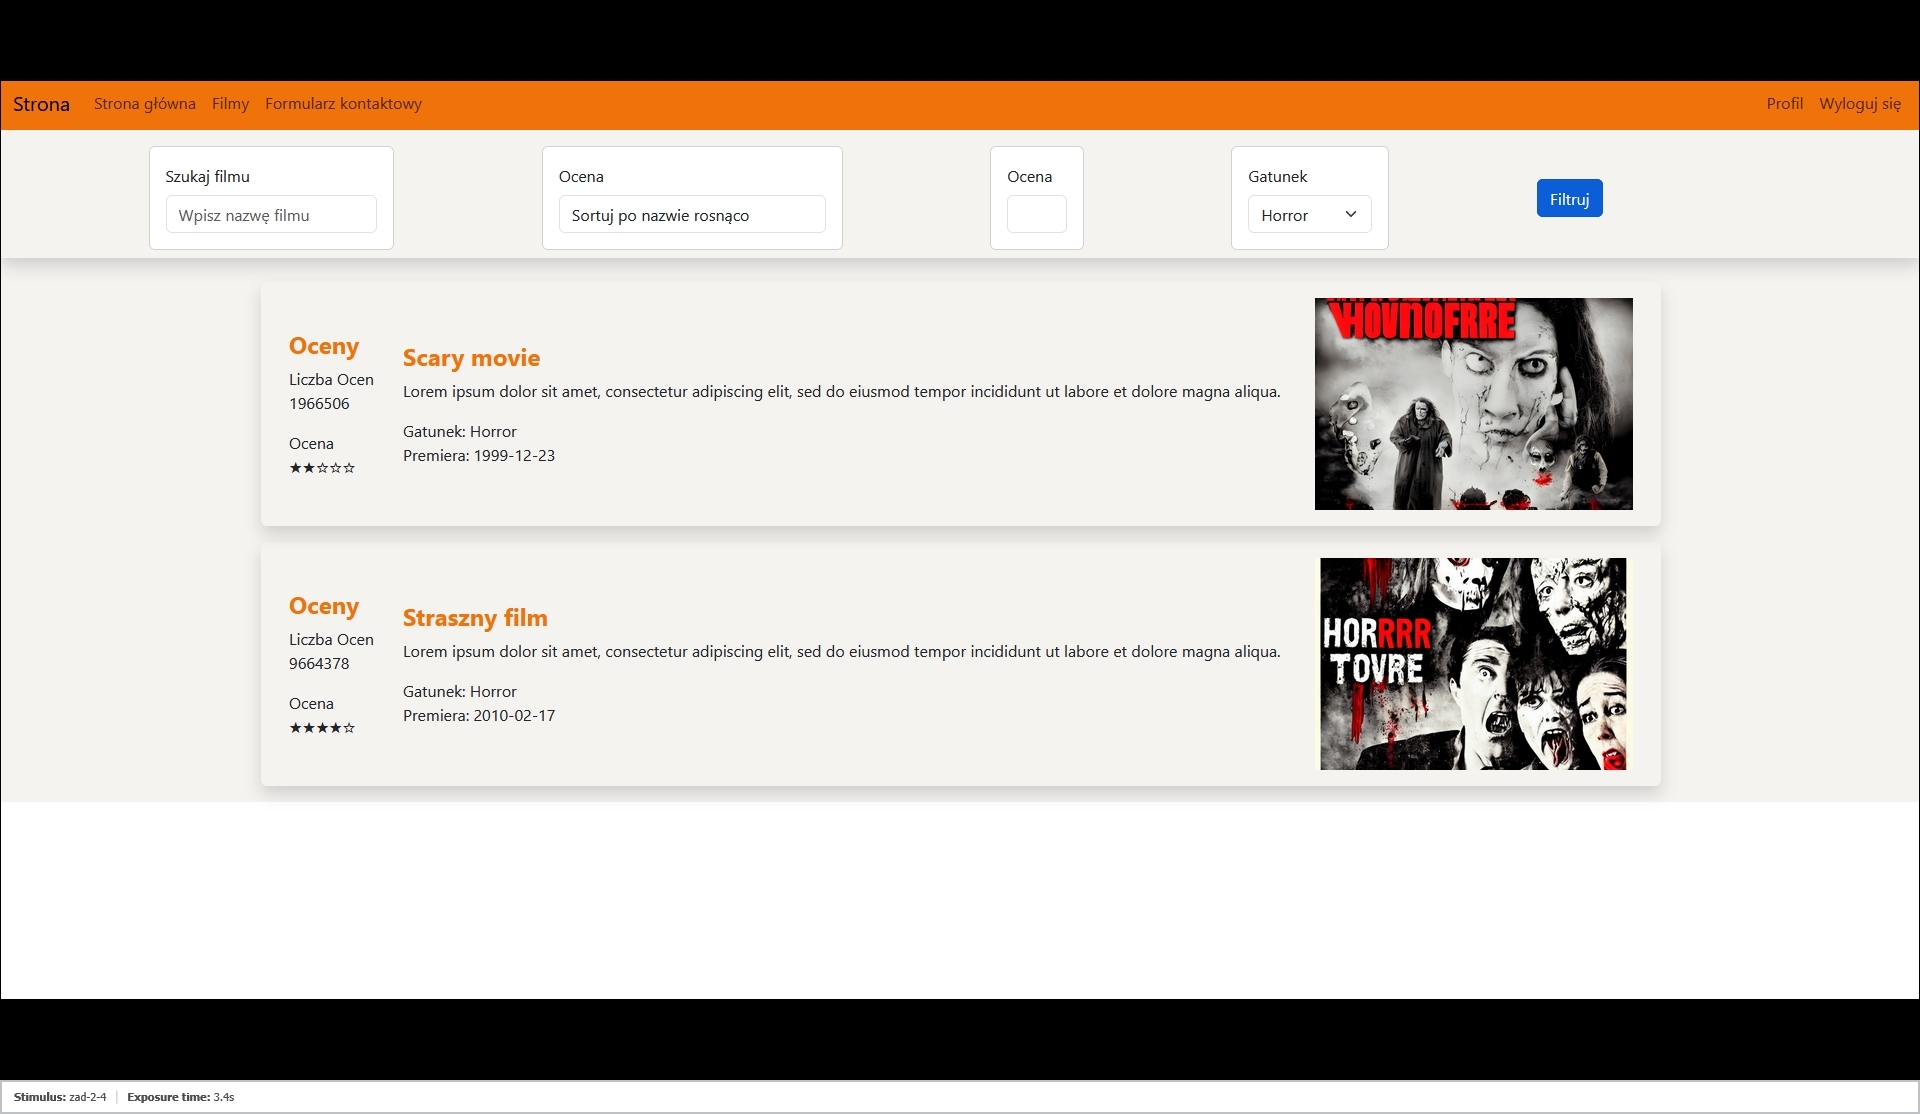 Strona Strona główna Filmy Formularz kontaktowy Profil Wyloguj się
Szukaj filmu
Wpisz nazwę filmu
Ocena
Sortuj po nazwie rosnąco
Ocena
Gatunek
Horror
Filtruj
Oceny
Liczba Ocen
1966506
Ocena
★★☆☆☆
Scary movie
Lorem ipsum dolor sit amet, consectetur adipiscing elit, sed do eiusmod tempor incididunt ut labore et dolore magna aliqua.
Gatunek: Horror
Premiera: 1999-12-23
HOVNOFRRE
Oceny
Liczba Ocen
9664378
Ocena
★★★★☆
Straszny film
Lorem ipsum dolor sit amet, consectetur adipiscing elit, sed do eiusmod tempor incididunt ut labore et dolore magna aliqua.
Gatunek: Horror
Premiera: 2010-02-17
HORRRR
TOVRE
Stimulus: zad-2-4 | Exposure time: 3.4s